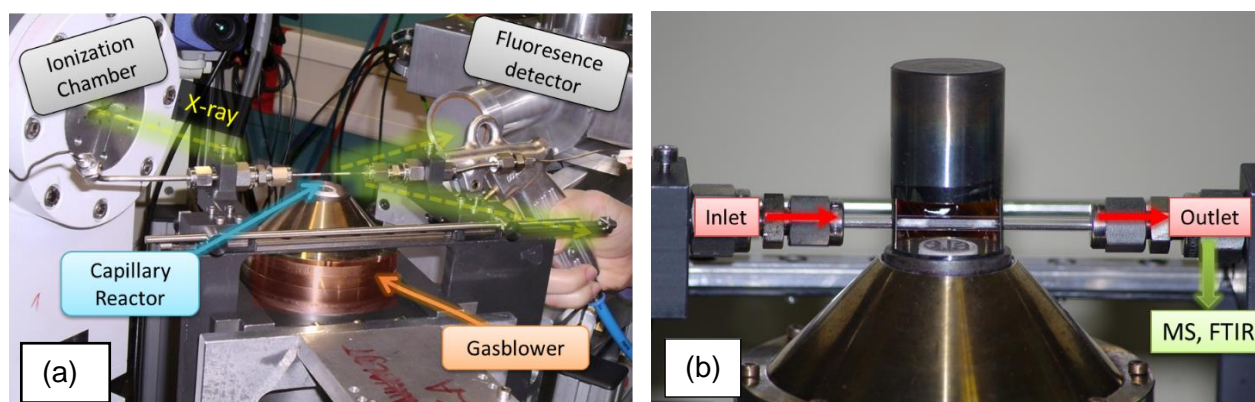 Ionization
Chamber
X-ray
Fluoresence
detector
Capillary
Reactor
Gasblower
(a)
Inlet
Outlet
MS, FTIR
(b)